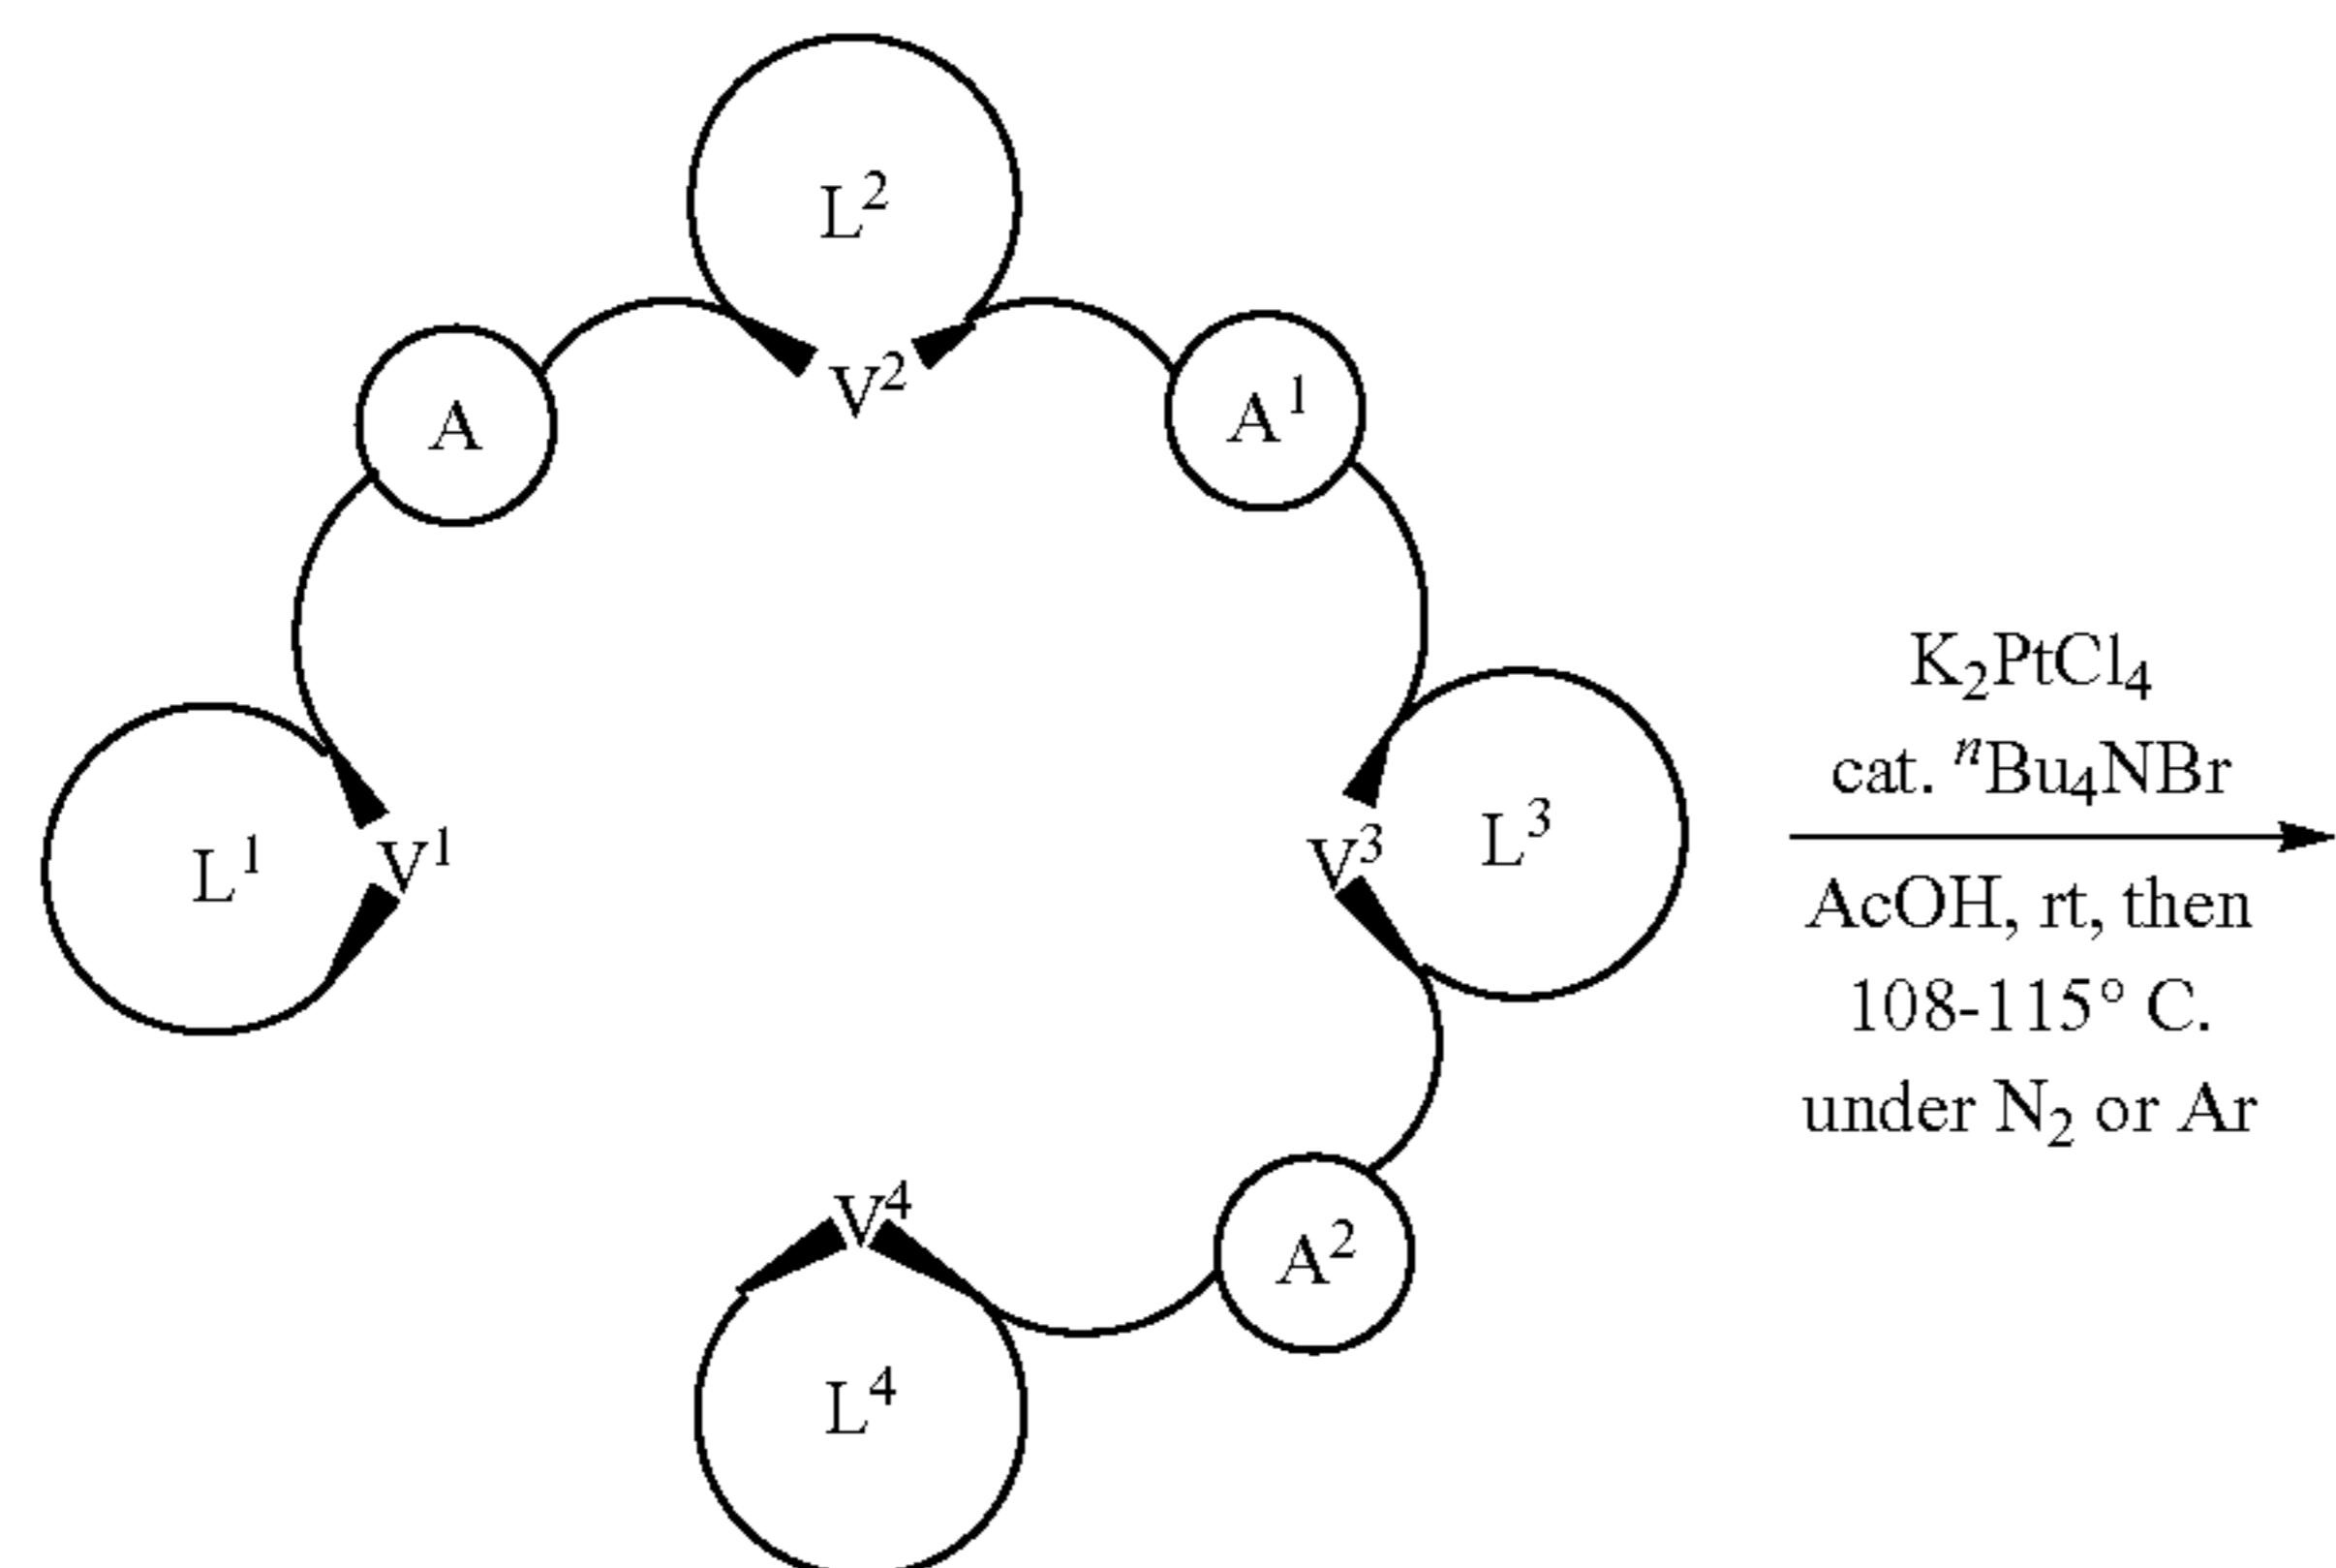 L²
A
V²
A¹
L¹
V¹
V³
L³
V⁴
A²
L⁴
K₂PtCl₄
cat. ⁿBu₄NBr
AcOH, rt, then
108-115° C.
under N₂ or Ar